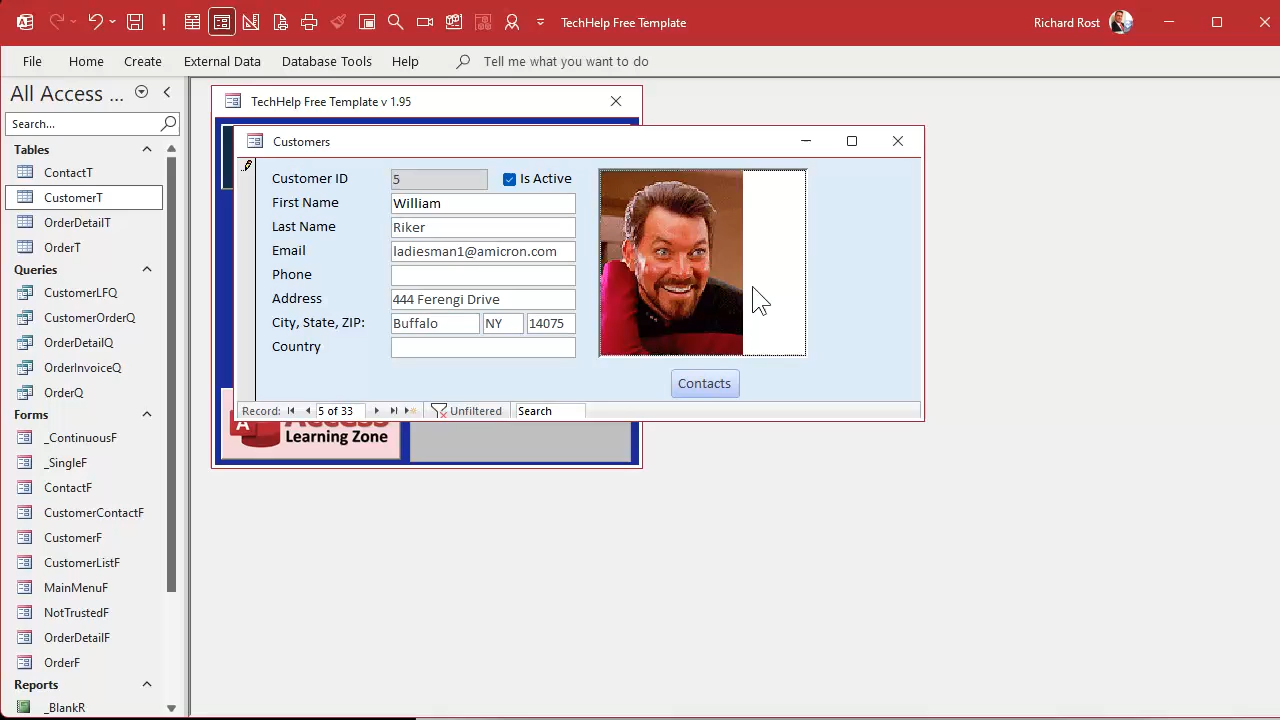 TechHelp Free Template
Richard Rost
File
Home
Create
External Data
Database Tools
Help
Tell me what you want to do
All Access ...
Search...
Tables
ContactT
CustomerT
OrderDetailT
OrderT
Queries
CustomerLFQ
CustomerOrderQ
OrderDetailQ
OrderInvoiceQ
OrderQ
Forms
_ContinuousF
_SingleF
ContactF
CustomerContactF
CustomerF
CustomerListF
MainMenuF
NotTrustedF
OrderDetailF
OrderF
Reports
_BlankR
TechHelp Free Template v 1.95
Customers
Customer ID 5 Is Active
First Name William
Last Name Riker
Email ladiesman1@amicron.com
Phone
Address 444 Ferengi Drive
City, State, ZIP: Buffalo NY 14075
Country
Contacts
Record: 5 of 33 Unfiltered Search
A
Learning Zone